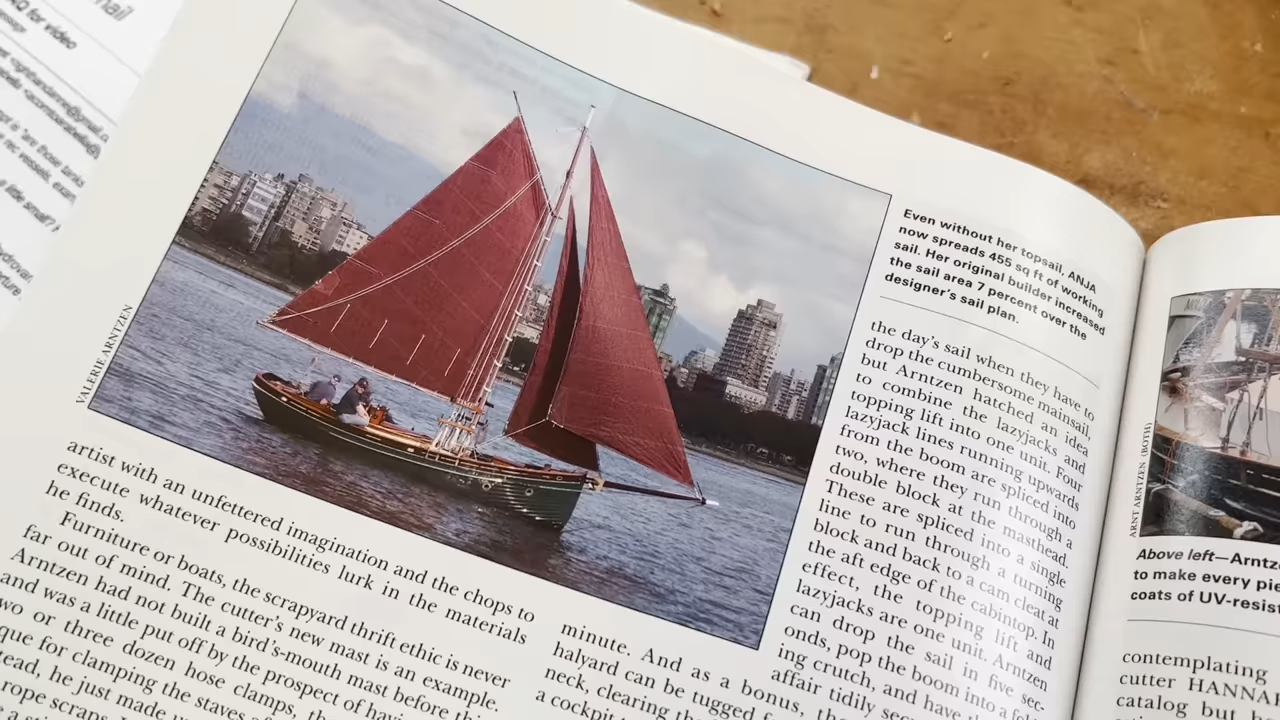 for video
VALERIE ARNTZEN
Even without her topsail, ANJA
now spreads 455 sq ft of working
sail. Her original builder increased
the sail area 7 percent over the
designer's sail plan.
artist with an unfettered imagination and the chops to
execute whatever possibilities lurk in the materials
he finds.
Furniture or boats, the scrapyard thrift ethic is never
far out of mind. The cutter's new mast is an example.
Arntzen had not built a bird's-mouth mast before this
and was a little put off by the prospect of
two or three dozen hose clamps,
que for clamping the staves
he just made
rope scraps.
minute. And as a bonus, the
halyard can be tugged
neck, clearing the
a cockpit
the day's sail when they have to
drop the cumbersome mainsail,
but Arntzen hatched an idea
to combine the lazyjacks and
topping lift into one unit. Four
lazyjack lines running upwards
from the boom are spliced into
two, where they run through a
double block at the masthead.
These are spliced into a single
line to run through a turning
block and back to a cam cleat at
the aft edge of the cabintop. In
effect, the topping lift and
lazyjacks are one unit. Arntzen
can drop the sail in five sec-
onds, pop the boom into a
ing crutch, and have the
affair tidily
ARNT ARNTZEN (BOTH)
Above left—Arntz
to make every pie
coats of UV-resis
contemplating
cutter HANNA
catalog but